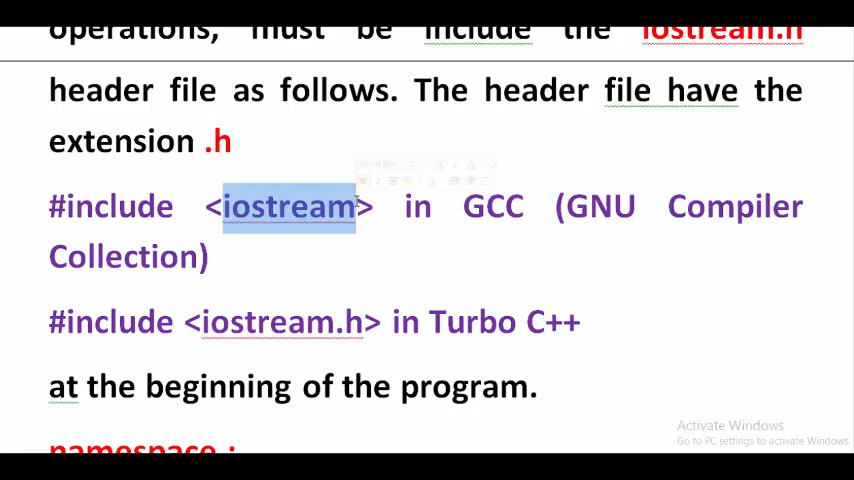 operations, must be include the iostream.h
header file as follows. The header file have the
extension .h
#include <iostream> in GCC (GNU Compiler
Collection)
#include <iostream.h> in Turbo C++
at the beginning of the program.
namespace :
Activate Windows
Go to PC settings to activate Windows.